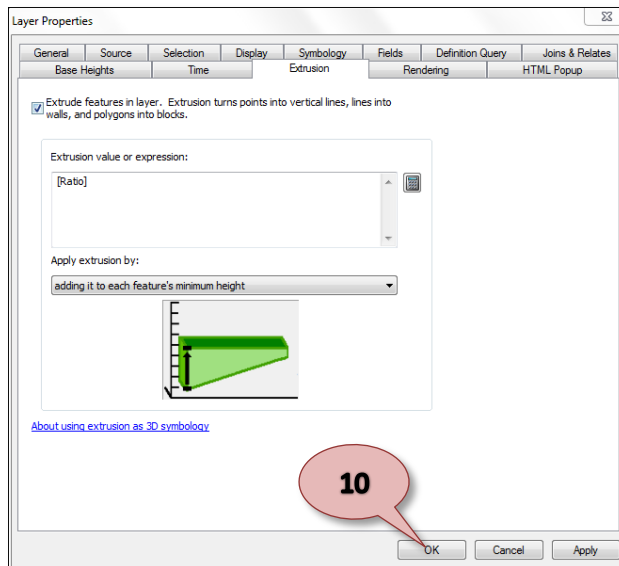 Layer Properties
General Source Selection Display Symbology Fields Definition Query Joins & Relates
Base Heights Time Extrusion Rendering HTML Popup
Extrude features in layer. Extrusion turns points into vertical lines, lines into
walls, and polygons into blocks.
Extrusion value or expression:
[Ratio]
Apply extrusion by:
adding it to each feature's minimum height
About using extrusion as 3D symbology
10
OK Cancel Apply